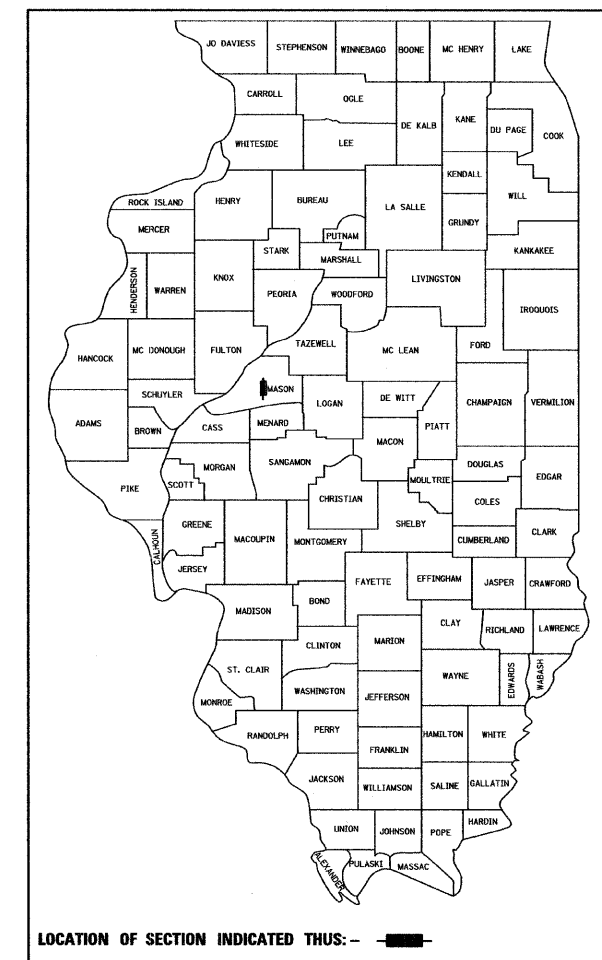 JO DAVIESS STEPHENSON WINNEBAGO BOONE MC HENRY LAKE
CARROLL OGLE DE KALB KANE DU PAGE COOK
WHITESIDE LEE
KENDALL WILL
ROCK ISLAND HENRY BUREAU LA SALLE GRUNDY
MERCER PUTNAM
STARK MARSHALL KANKAKEE
HENDERSON WARREN KNOX PEORIA WOODFORD LIVINGSTON
IROQUOIS
HANCOCK MC DONOUGH FULTON TAZEWELL MC LEAN FORD
MASON
SCHUYLER LOGAN DE WITT CHAMPAIGN VERMILION
ADAMS BROWN CASS MENARD PIATT
MACON
SANGAMON DOUGLAS
MORGAN MOULTRIE EDGAR
PIKE SCOTT CHRISTIAN COLES
GREENE SHELBY
CALHOUN MACOUPIN MONTGOMERY CUMBERLAND CLARK
JERSEY
FAYETTE EFFINGHAM JASPER CRAWFORD
MADISON BOND
CLAY RICHLAND LAWRENCE
CLINTON MARION
ST. CLAIR WAYNE EDWARDS WABASH
WASHINGTON JEFFERSON
MONROE
RANDOLPH PERRY HAMILTON WHITE
FRANKLIN
JACKSON WILLIAMSON SALINE GALLATIN
UNION JOHNSON POPE HARDIN
ALEXANDER PULASKI MASSAC
LOCATION OF SECTION INDICATED THUS: -